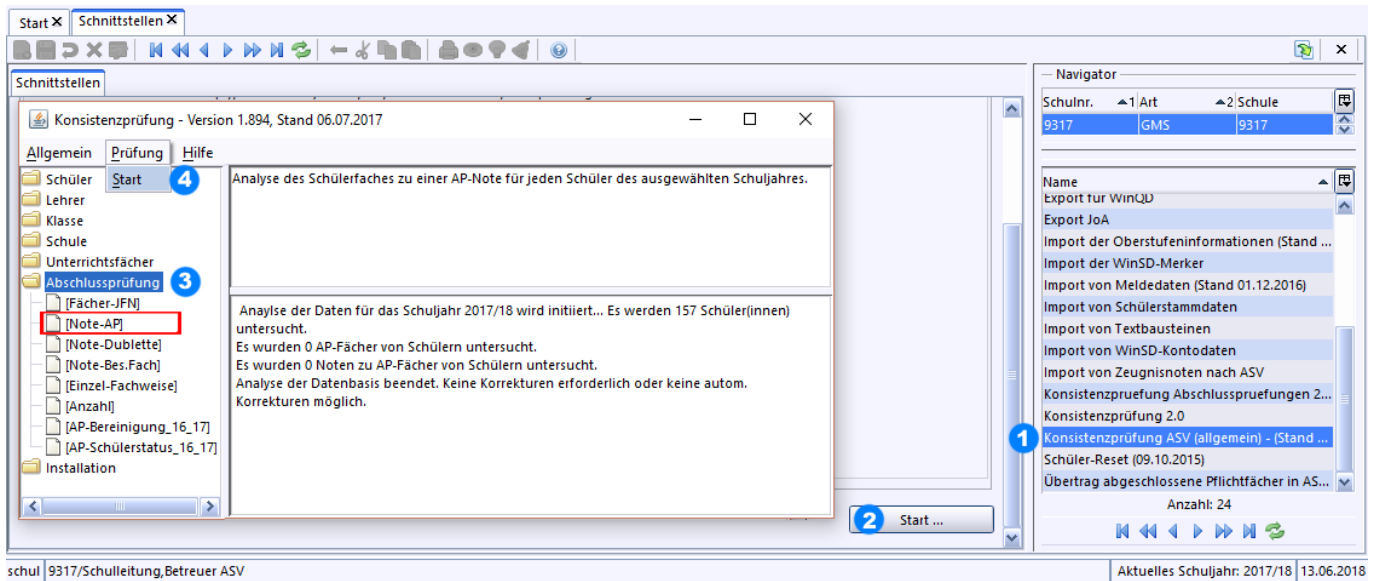 Start X Schnittstellen X
Schnittstellen
Konsistenzprüfung - Version 1.894, Stand 06.07.2017
Allgemein Prüfung Hilfe
Start 4
Schüler
Lehrer
Klasse
Schule
Unterrichtsfächer
Abschlussprüfung 3
[Fächer-JFN]
[Note-AP]
[Note-Dublette]
[Note-Bes.Fach]
[Einzel-Fachweise]
[Anzahl]
[AP-Bereinigung_16_17]
[AP-Schülerstatus_16_17]
Installation
Analyse des Schülerfaches zu einer AP-Note für jeden Schüler des ausgewählten Schuljahres.
Anaylse der Daten für das Schuljahr 2017/18 wird initiiert... Es werden 157 Schüler(innen)
untersucht.
Es wurden 0 AP-Fächer von Schülern untersucht.
Es wurden 0 Noten zu AP-Fächer von Schülern untersucht.
Analyse der Datenbasis beendet. Keine Korrekturen erforderlich oder keine autom.
Korrekturen möglich.
2 Start ...
Navigator
Schulnr. 1 Art 2 Schule
9317 GMS 9317
Name
Export für WinQD
Export JoA
Import der Oberstufeninformationen (Stand ...
Import der WinSD-Merker
Import von Meldedaten (Stand 01.12.2016)
Import von Schülerstammdaten
Import von Textbausteinen
Import von WinSD-Kontodaten
Import von Zeugnisnoten nach ASV
Konsistenzpruefung Abschlusspruefungen 2...
Konsistenzprüfung 2.0
1 Konsistenzprüfung ASV (allgemein) - (Stand ...
Schüler-Reset (09.10.2015)
Übertrag abgeschlossene Pflichtfächer in AS...
Anzahl: 24
schul 9317/Schulleitung,Betreuer ASV
Aktuelles Schuljahr: 2017/18 13.06.2018